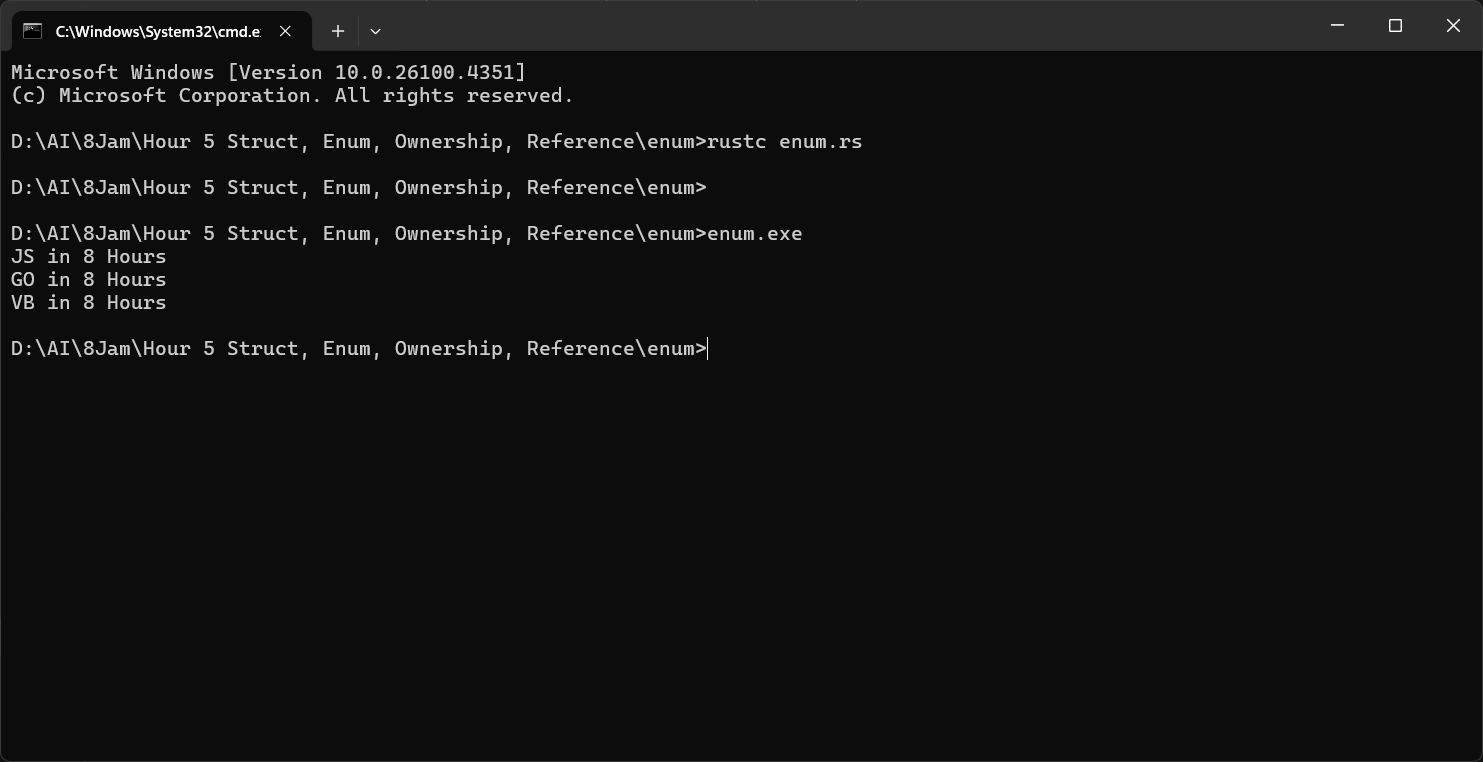 C:\Windows\System32\cmd.e
Microsoft Windows [Version 10.0.26100.4351]
(c) Microsoft Corporation. All rights reserved.
D:\AI\8Jam\Hour 5 Struct, Enum, Ownership, Reference\enum>rustc enum.rs
D:\AI\8Jam\Hour 5 Struct, Enum, Ownership, Reference\enum>
D:\AI\8Jam\Hour 5 Struct, Enum, Ownership, Reference\enum>enum.exe
JS in 8 Hours
GO in 8 Hours
VB in 8 Hours
D:\AI\8Jam\Hour 5 Struct, Enum, Ownership, Reference\enum>